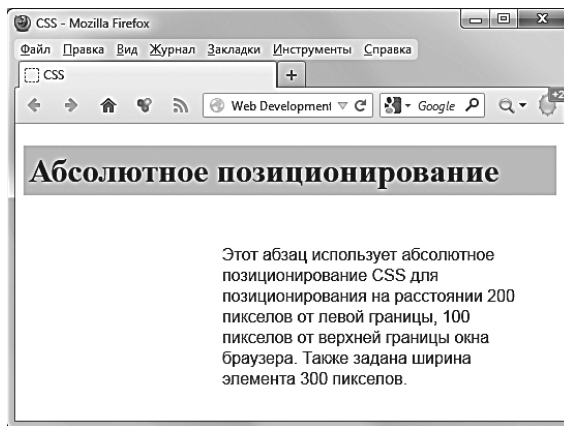 CSS - Mozilla Firefox
Файл Правка Вид Журнал Закладки Инструменты Справка
CSS
Web Development Google
+2
Абсолютное позиционирование
Этот абзац использует абсолютное
позиционирование CSS для
позиционирования на расстоянии 200
пикселов от левой границы, 100
пикселов от верхней границы окна
браузера. Также задана ширина
элемента 300 пикселов.